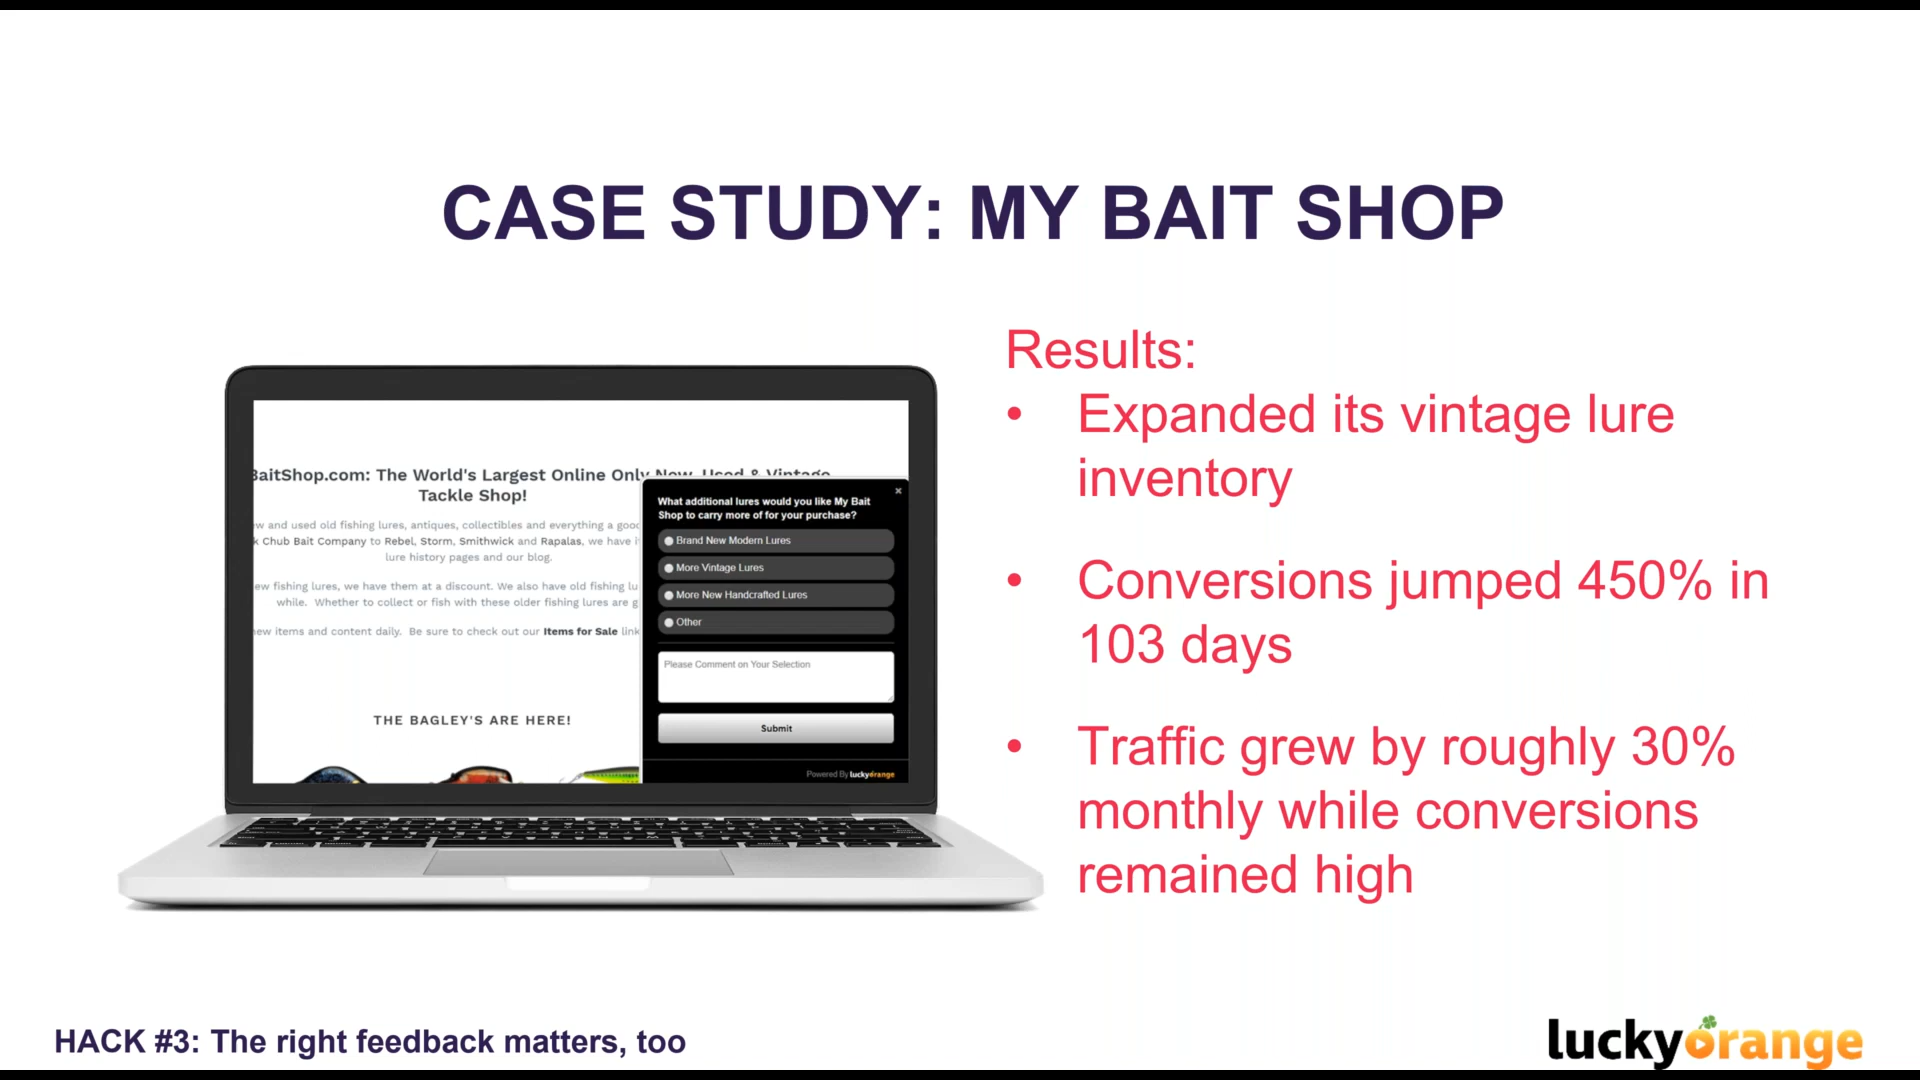 CASE STUDY: MY BAIT SHOP
BaitShop.com: The World's Largest Online Only New, Used & Vintage
Tackle Shop!
and used old fishing lures, antiques, collectibles and everything a
Chub Bait Company to Rebel, Storm, Smithwick and Rapalas, we have
lure history pages and our blog.
fishing lures, we have them at a discount. We also have old fishing
while. Whether to collect or fish with these older fishing lures are
new items and content daily. Be sure to check out our Items for Sale link
THE BAGLEY'S ARE HERE!
What additional lures would you like My Bait
Shop to carry more of for your purchase?
Brand New Modern Lures
More Vintage Lures
More New Handcrafted Lures
Other
Please Comment on Your Selection
Submit
Powered By luckyorange
Results:
• Expanded its vintage lure
inventory
• Conversions jumped 450% in
103 days
• Traffic grew by roughly 30%
monthly while conversions
remained high
HACK #3: The right feedback matters, too
luckyorange